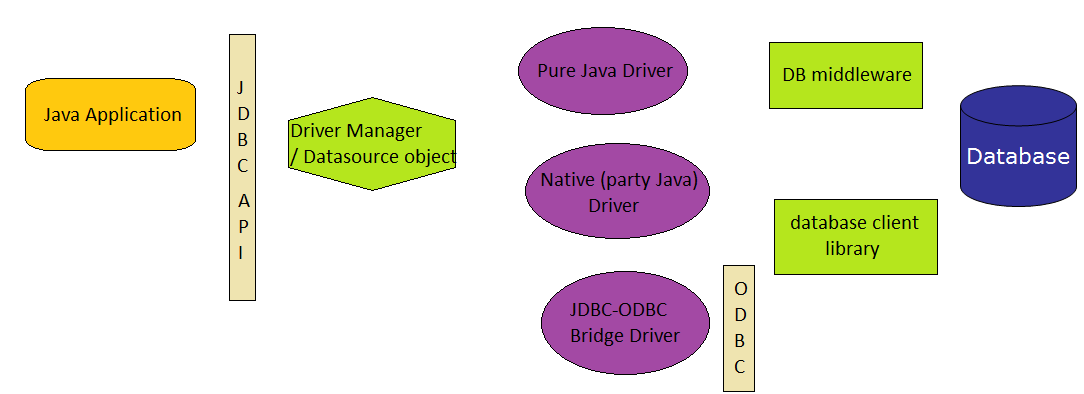 Java Application
J
D
B
C
A
P
I
Driver Manager
/ Datasource object
Pure Java Driver
Native (party Java)
Driver
JDBC-ODBC
Bridge Driver
O
D
B
C
DB middleware
database client
library
Database